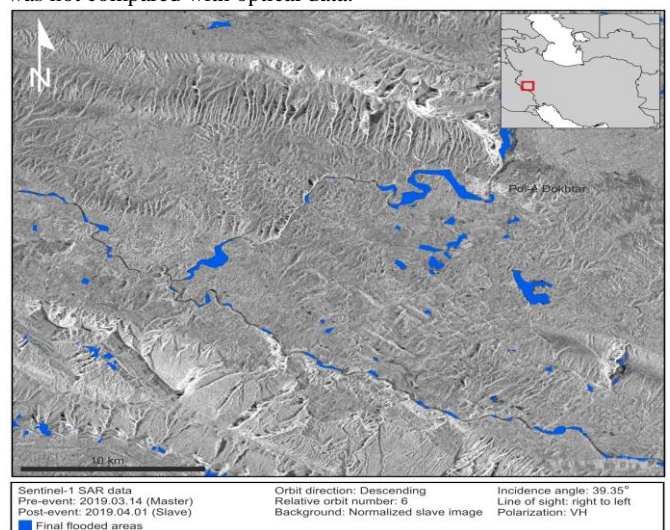 was not compared with optical data.
N
Pol-e Dokhtar
10 km
Sentinel-1 SAR data
Pre-event: 2019.03.14 (Master)
Post-event: 2019.04.01 (Slave)
Final flooded areas
Orbit direction: Descending
Relative orbit number: 6
Background: Normalized slave image
Incidence angle: 39.35°
Line of sight: right to left
Polarization: VH